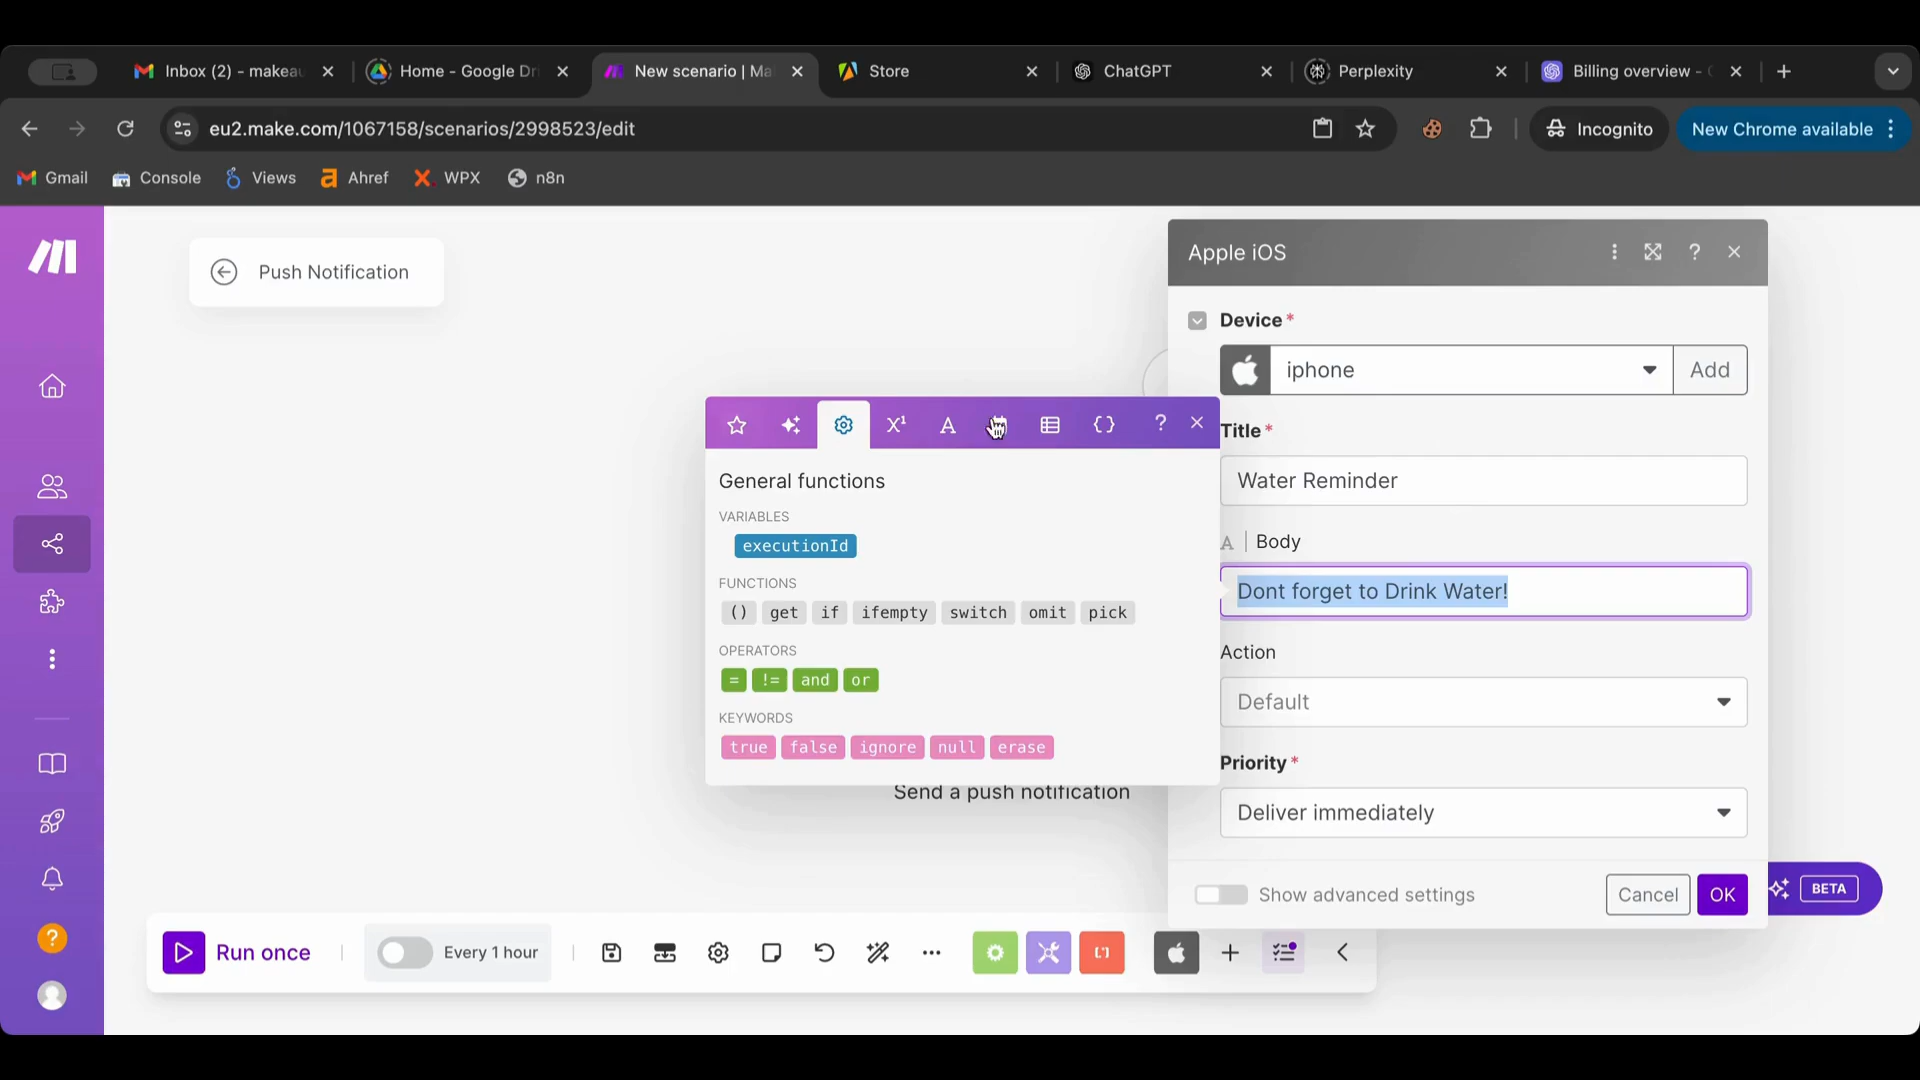 Inbox (2) - makeau
Home - Google Dri
New scenario | Ma
Store
ChatGPT
Perplexity
Billing overview -
eu2.make.com/1067158/scenarios/2998523/edit
Incognito
New Chrome available
Gmail
Console
Views
Ahref
WPX
n8n
Push Notification
Apple iOS
?
Device *
iphone
Add
Title *
Water Reminder
A | Body
Dont forget to Drink Water!
Action
Default
Priority *
Deliver immediately
Show advanced settings
Cancel
OK
X¹
A
{}
?
General functions
VARIABLES
executionId
FUNCTIONS
() get if ifempty switch omit pick
OPERATORS
= != and or
KEYWORDS
true false ignore null erase
Send a push notification
BETA
Run once
Every 1 hour
?